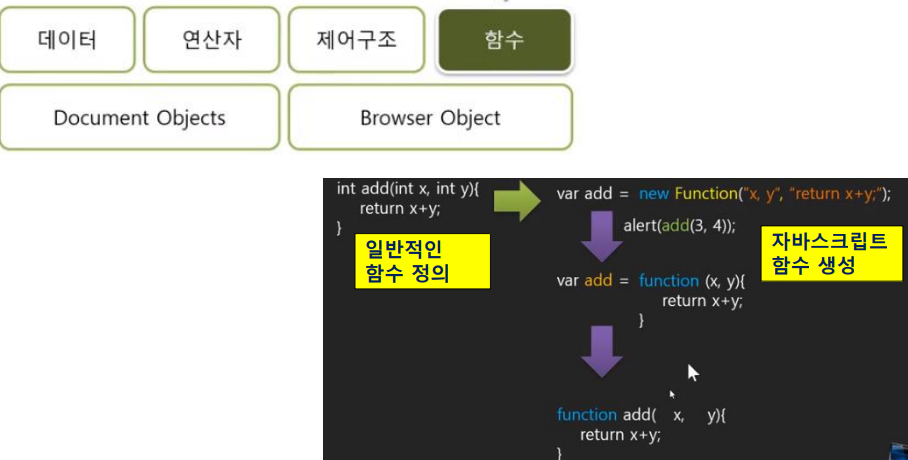 데이터 연산자 제어구조 함수
Document Objects Browser Object
int add(int x, int y){
return x+y;
}
일반적인
함수 정의
var add = new Function("x, y", "return x+y;");
alert(add(3, 4));
자바스크립트
함수 생성
var add = function (x, y){
return x+y;
}
function add( x, y){
return x+y;
}